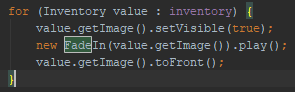 for (Inventory value : inventory) {
    value.getImage().setVisible(true);
    new FadeIn(value.getImage()).play();
    value.getImage().toFront();
}